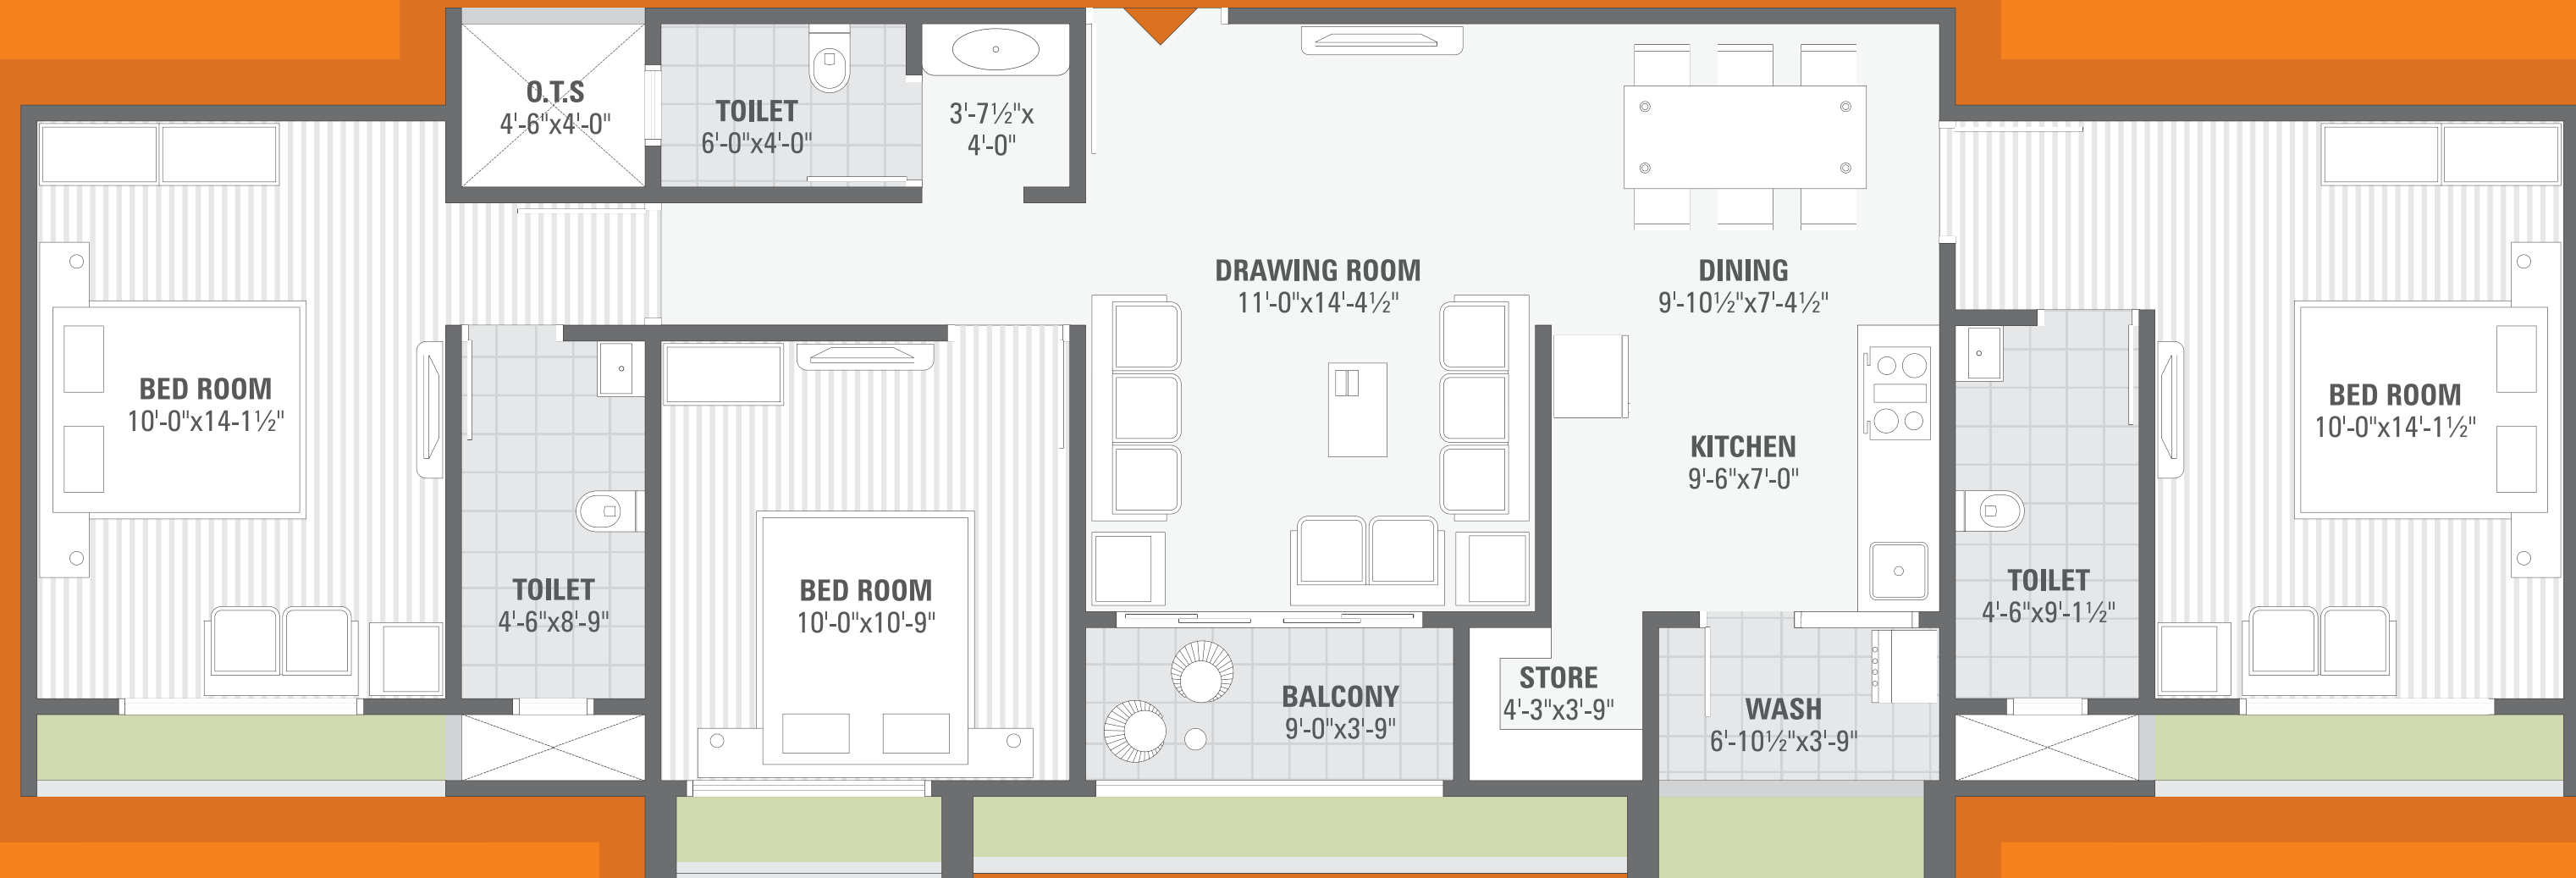 O.T.S
4'-6"x4'-0"
TOILET
6'-0"x4'-0"
3'-7½"x
4'-0"
DRAWING ROOM
11'-0"x14'-4½"
DINING
9'-10½"x7'-4½"
BED ROOM
10'-0"x14-1½"
BED ROOM
10'-0"x14'-1½"
KITCHEN
9'-6"x7'-0"
TOILET
4'-6"x8'-9"
BED ROOM
10'-0"x10'-9"
TOILET
4'-6"x9'-1½"
BALCONY
9'-0"x3'-9"
STORE
4'-3"x3'-9"
WASH
6'-10½"x3'-9"